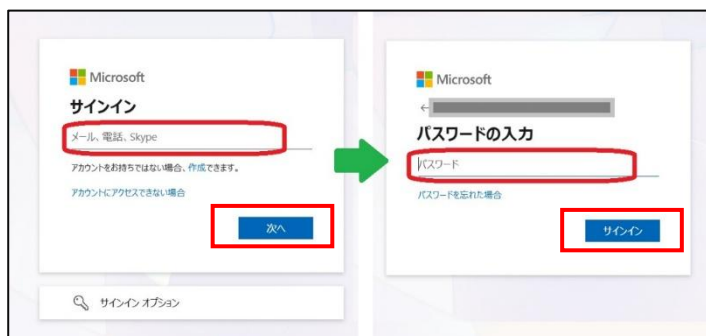 Microsoft
サインイン
メール、電話、Skype
アカウントをお持ちではない場合、作成できます。
アカウントにアクセスできない場合
次へ
サインイン オプション
Microsoft
←
パスワードの入力
パスワード
パスワードを忘れた場合
サインイン